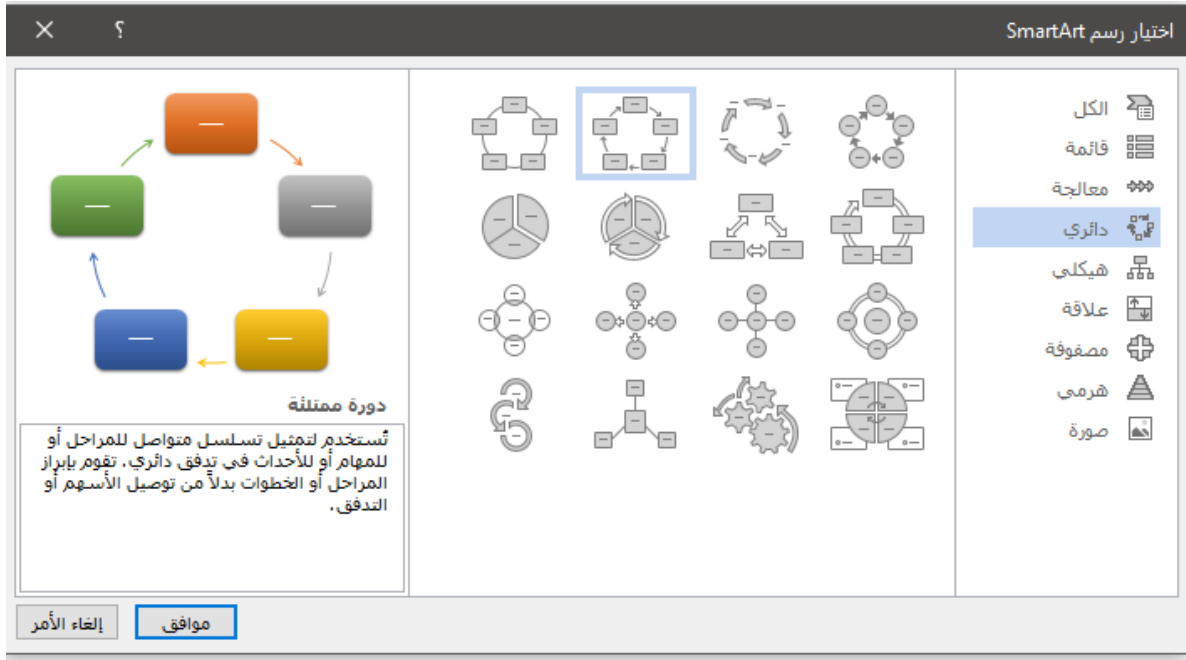 اختيار رسم SmartArt
؟
الكل
قائمة
معالجة
دائري
هيكلي
علاقة
مصفوفة
هرمي
صورة
دورة ممتلئة
تُستخدم لتمثيل تسلسل متواصل للمراحل أو
للمهام أو للأحداث في تدفق دائري. تقوم بإبراز
المراحل أو الخطوات بدلاً من توصيل الأسهم أو
التدفق.
موافق
إلغاء الأمر